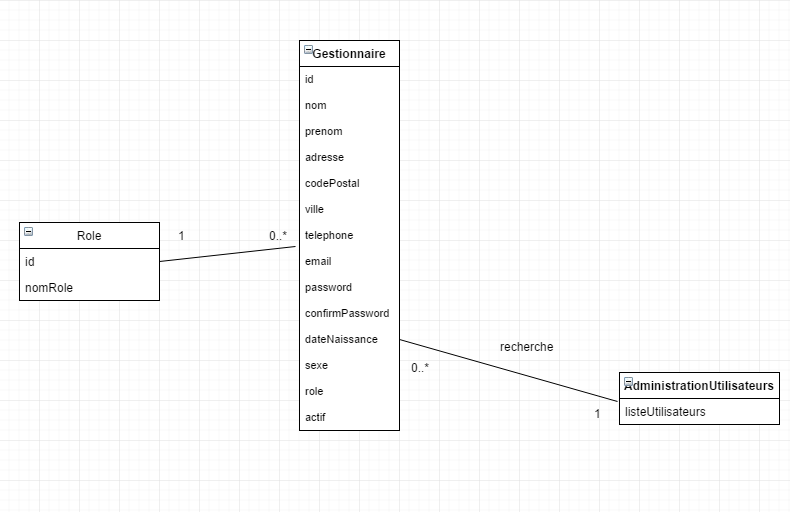 Gestionnaire
id
nom
prenom
adresse
codePostal
ville
telephone
email
password
confirmPassword
dateNaissance
sexe
role
actif
Role
id
nomRole
1
0..*
recherche
0..*
1
AdministrationUtilisateurs
listeUtilisateurs